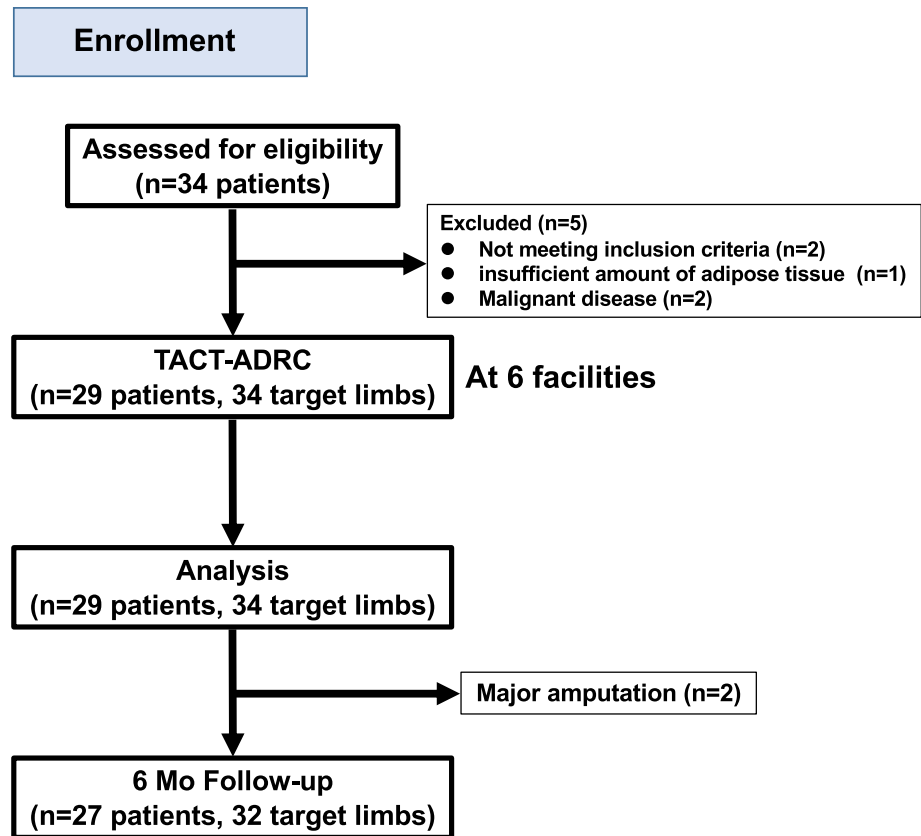 Enrollment
Assessed for eligibility
(n=34 patients)
Excluded (n=5)
● Not meeting inclusion criteria (n=2)
● insufficient amount of adipose tissue (n=1)
● Malignant disease (n=2)
TACT-ADRC
(n=29 patients, 34 target limbs)
At 6 facilities
Analysis
(n=29 patients, 34 target limbs)
Major amputation (n=2)
6 Mo Follow-up
(n=27 patients, 32 target limbs)